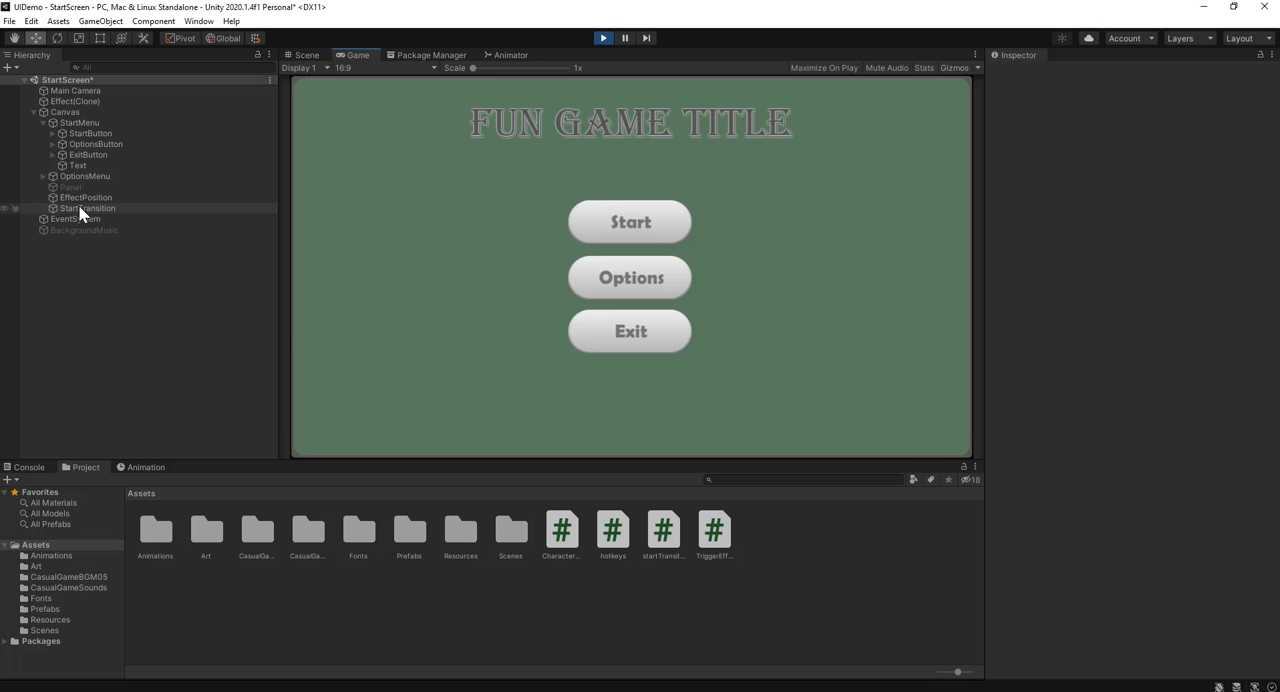 UIDemo - StartScreen - PC, Mac & Linux Standalone - Unity 2020.1.4f1 Personal* <DX11>
File Edit Assets GameObject Component Window Help
Pivot Global Account Layers Layout
Hierarchy Scene Game Package Manager Animator Inspector
All Display 1 16:9 Scale 1x Maximize On Play Mute Audio Stats Gizmos
StartScreen*
Main Camera
Effect(Clone)
Canvas
StartMenu
StartButton
OptionsButton
ExitButton
Text
OptionsMenu
Panel
EffectPosition
StartTransition
EventSystem
BackgroundMusic
FUN GAME TITLE
Start
Options
Exit
Console Project Animation
18
Favorites
All Materials
All Models
All Prefabs
Assets
Animations
Art
CasualGameBGM05
CasualGameSounds
Fonts
Prefabs
Resources
Scenes
Packages
Assets
Animations Art CasualGa... CasualGa... Fonts Prefabs Resources Scenes Character... hotkeys startTransit... TriggerEff...